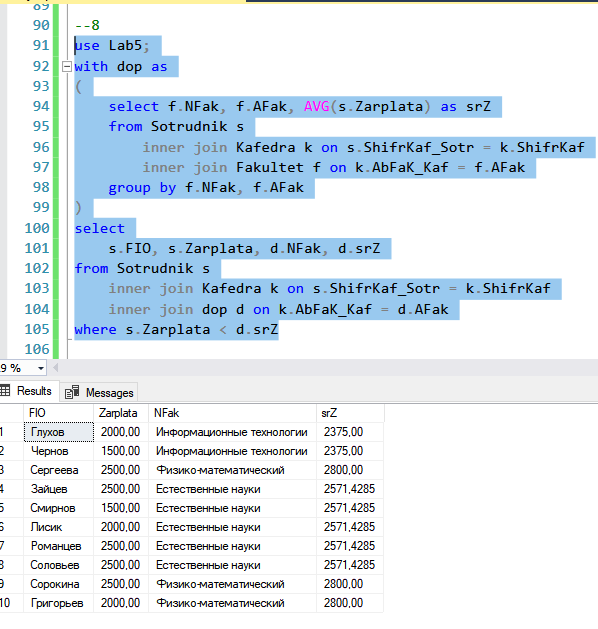 89
90 --8
91 use Lab5;
92 with dop as
93 (
94 select f.NFak, f.AFak, AVG(s.Zarplata) as srZ
95 from Sotrudnik s
96 inner join Kafedra k on s.ShifrKaf_Sotr = k.ShifrKaf
97 inner join Fakultet f on k.AbFaK_Kaf = f.AFak
98 group by f.NFak, f.AFak
99 )
100 select
101 s.FIO, s.Zarplata, d.NFak, d.srZ
102 from Sotrudnik s
103 inner join Kafedra k on s.ShifrKaf_Sotr = k.ShifrKaf
104 inner join dop d on k.AbFaK_Kaf = d.AFak
105 where s.Zarplata < d.srZ
106
9 %
Results Messages
FIO Zarplata NFak srZ
1 Глухов 2000,00 Информационные технологии 2375,00
2 Чернов 1500,00 Информационные технологии 2375,00
3 Сергеева 2500,00 Физико-математический 2800,00
4 Зайцев 2500,00 Естественные науки 2571,4285
5 Смирнов 1500,00 Естественные науки 2571,4285
6 Лисик 2000,00 Естественные науки 2571,4285
7 Романцев 2500,00 Естественные науки 2571,4285
8 Соловьев 2500,00 Естественные науки 2571,4285
9 Сорокина 2500,00 Физико-математический 2800,00
10 Григорьев 2000,00 Физико-математический 2800,00